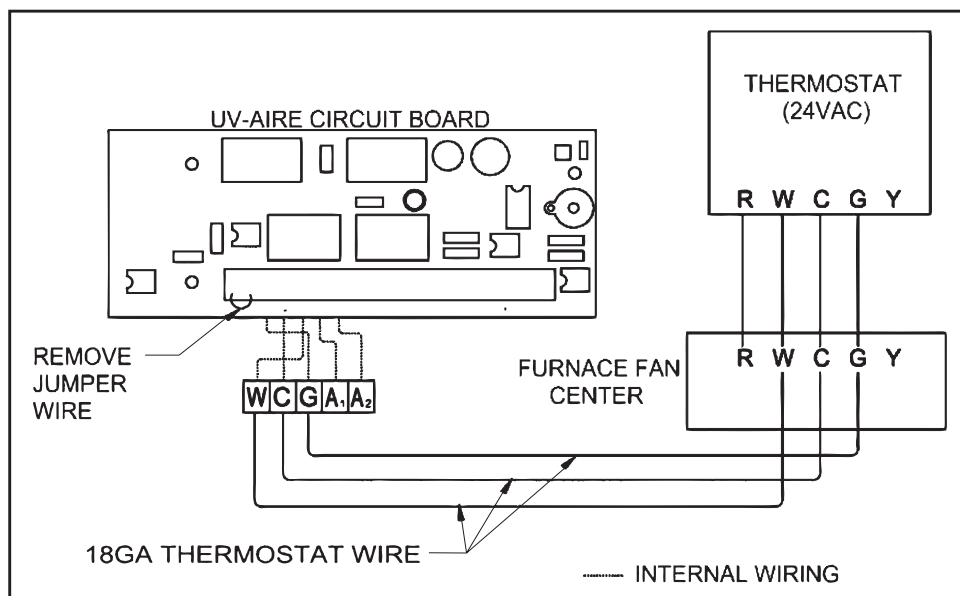 UV-AIRE CIRCUIT BOARD
THERMOSTAT
(24VAC)
R W C G Y
REMOVE
JUMPER
WIRE
W C G A1 A2
FURNACE FAN
CENTER
R W C G Y
18GA THERMOSTAT WIRE
INTERNAL WIRING